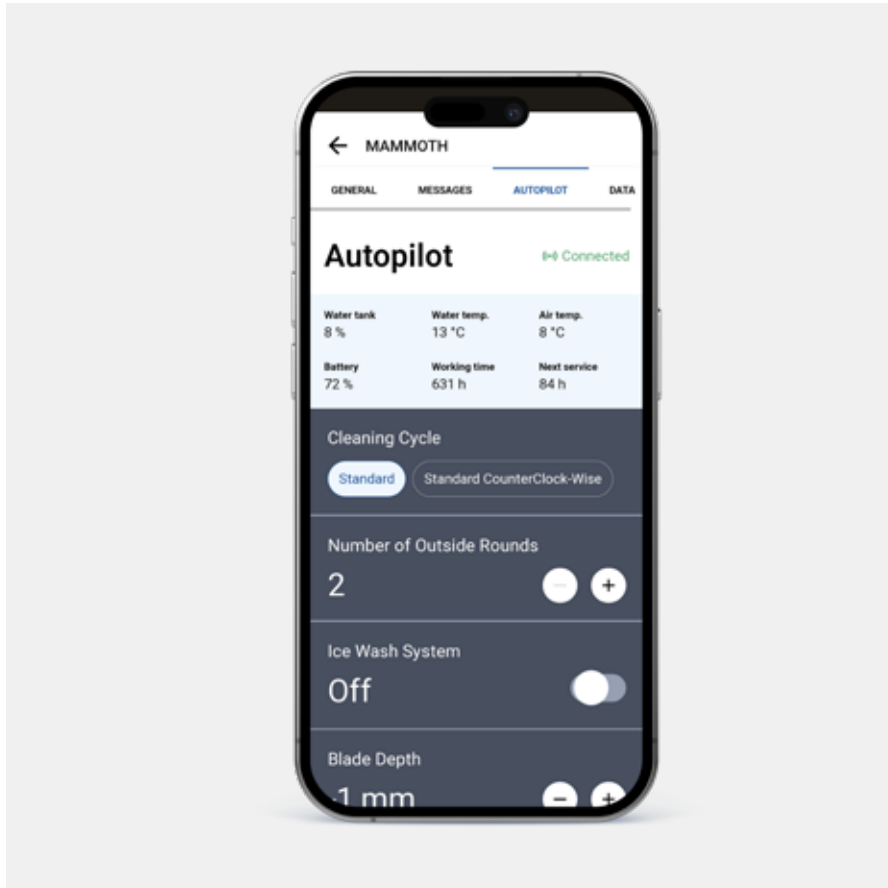 MAMMOTH
GENERAL MESSAGES AUTOPILOT DATA
Autopilot
Connected
Water tank Water temp. Air temp.
8 % 13 °C 8 °C
Battery Working time Next service
72 % 631 h 84 h
Cleaning Cycle
Standard Standard CounterClock-Wise
Number of Outside Rounds
2
Ice Wash System
Off
Blade Depth
-1 mm